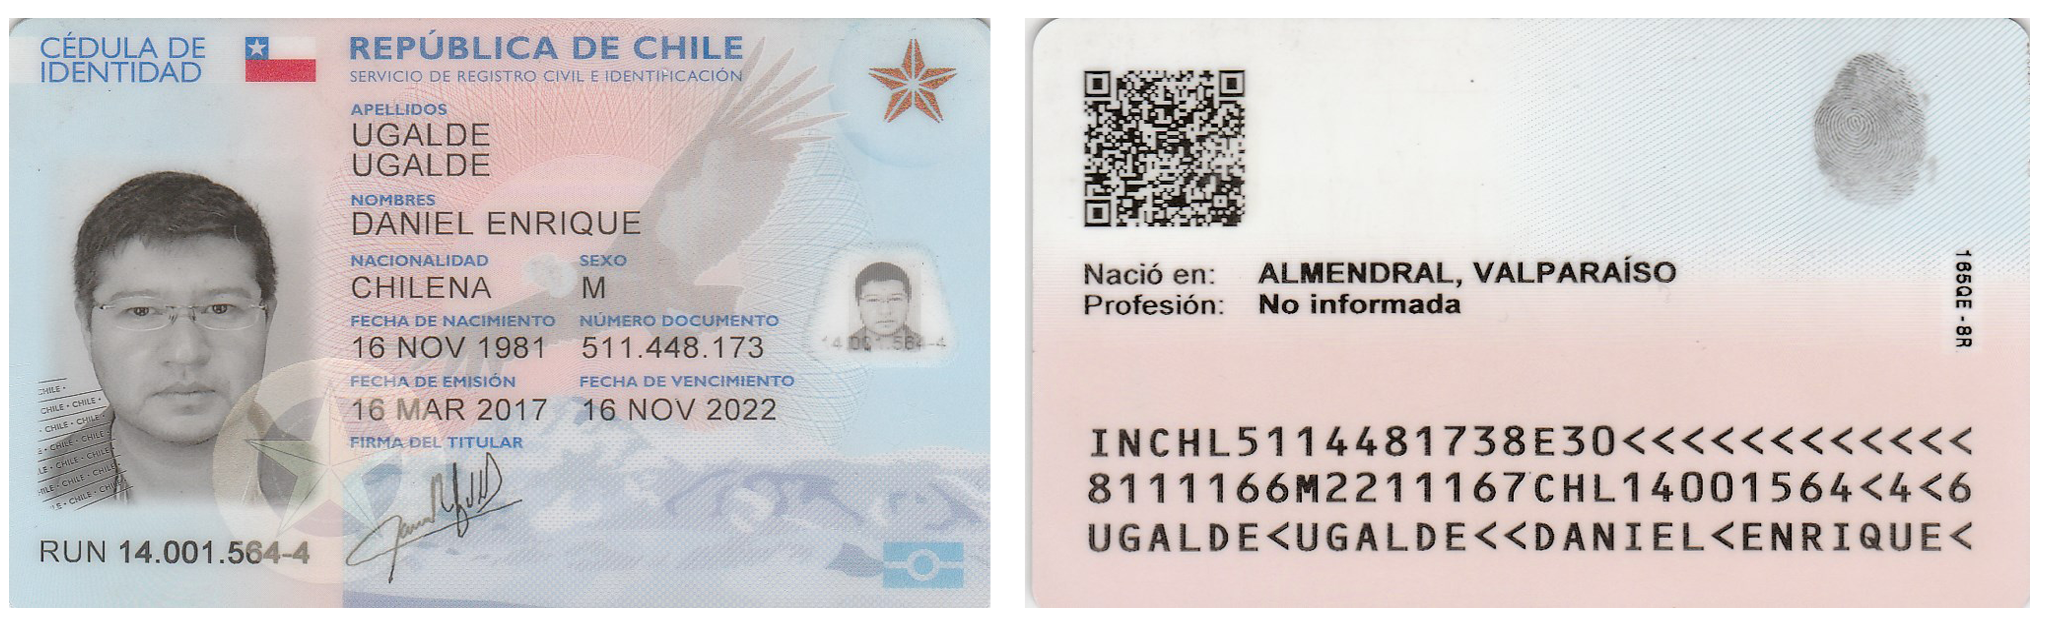 CÉDULA DE
IDENTIDAD
REPÚBLICA DE CHILE
SERVICIO DE REGISTRO CIVIL E IDENTIFICACIÓN
APELLIDOS
UGALDE
UGALDE
NOMBRES
DANIEL ENRIQUE
NACIONALIDAD SEXO
CHILENA M
FECHA DE NACIMIENTO NÚMERO DOCUMENTO
16 NOV 1981 511.448.173
14.001.564-4
FECHA DE EMISIÓN FECHA DE VENCIMIENTO
16 MAR 2017 16 NOV 2022
FIRMA DEL TITULAR
CHILE •
CHILE • CHILE •
• CHILE • CHILE •
• CHILE • CHILE
E • CHILE • CHILE
ILE • CHILE • CHI
RUN 14.001.564-4
Nació en: ALMENDRAL, VALPARAÍSO
Profesión: No informada
165QE -8R
INCHL5114481738E30<<<<<<<<<<<<
8111166M2211167CHL14001564<4<6
UGALDE<UGALDE<<DANIEL<ENRIQUE<